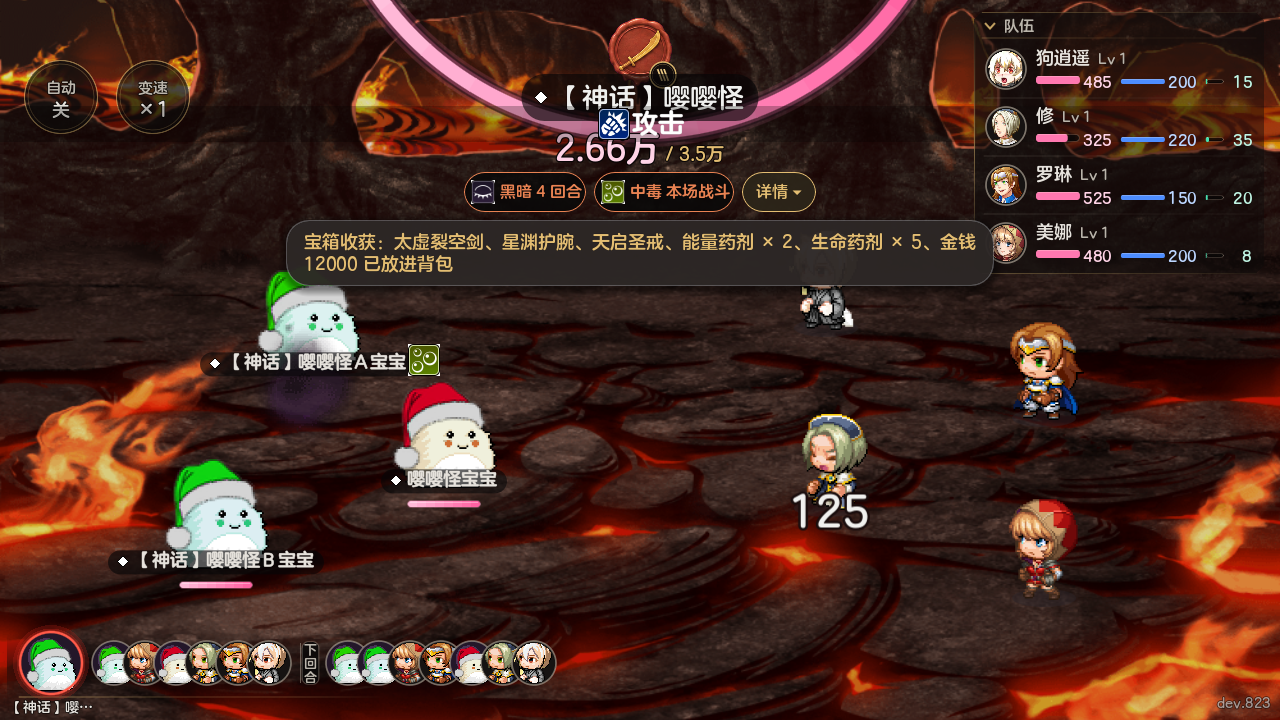 自动
关
变速
×1
【神话】嘤嘤怪
攻击
2.66万 / 3.5万
黑暗 4 回合
中毒 本场战斗
详情
宝箱收获：太虚裂空剑、星渊护腕、天启圣戒、能量药剂 × 2、生命药剂 × 5、金钱
12000 已放进背包
队伍
狗逍遥 Lv 1
485 200 15
修 Lv 1
325 220 35
罗琳 Lv 1
525 150 20
美娜 Lv 1
480 200 8
【神话】嘤嘤怪A宝宝
嘤嘤怪宝宝
【神话】嘤嘤怪B宝宝
125
下回合
【神话】嘤…
dev.823